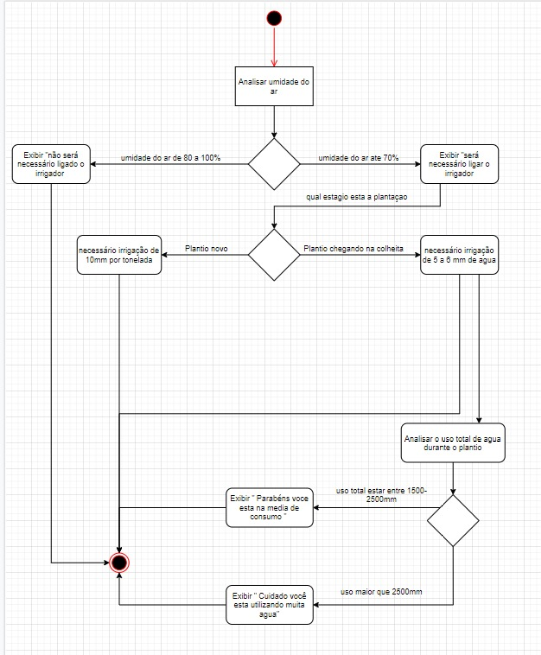 Analisar umidade do
ar
Exibir "não será
necessário ligado o
irrigador
umidade do ar de 80 a 100%
umidade do ar ate 70%
Exibir "será
necessário ligar o
irrigador
qual estagio esta a plantaçao
necessário irrigação de
10mm por tonelada
Plantio novo
Plantio chegando na colheita
necessário irrigação
de 5 a 6 mm de agua
Analisar o uso total de agua
durante o plantio
Exibir " Parabéns voce
esta na media de
consumo "
uso total estar entre 1500-
2500mm
Exibir " Cuidado você
esta utilizando muita
agua"
uso maior que 2500mm